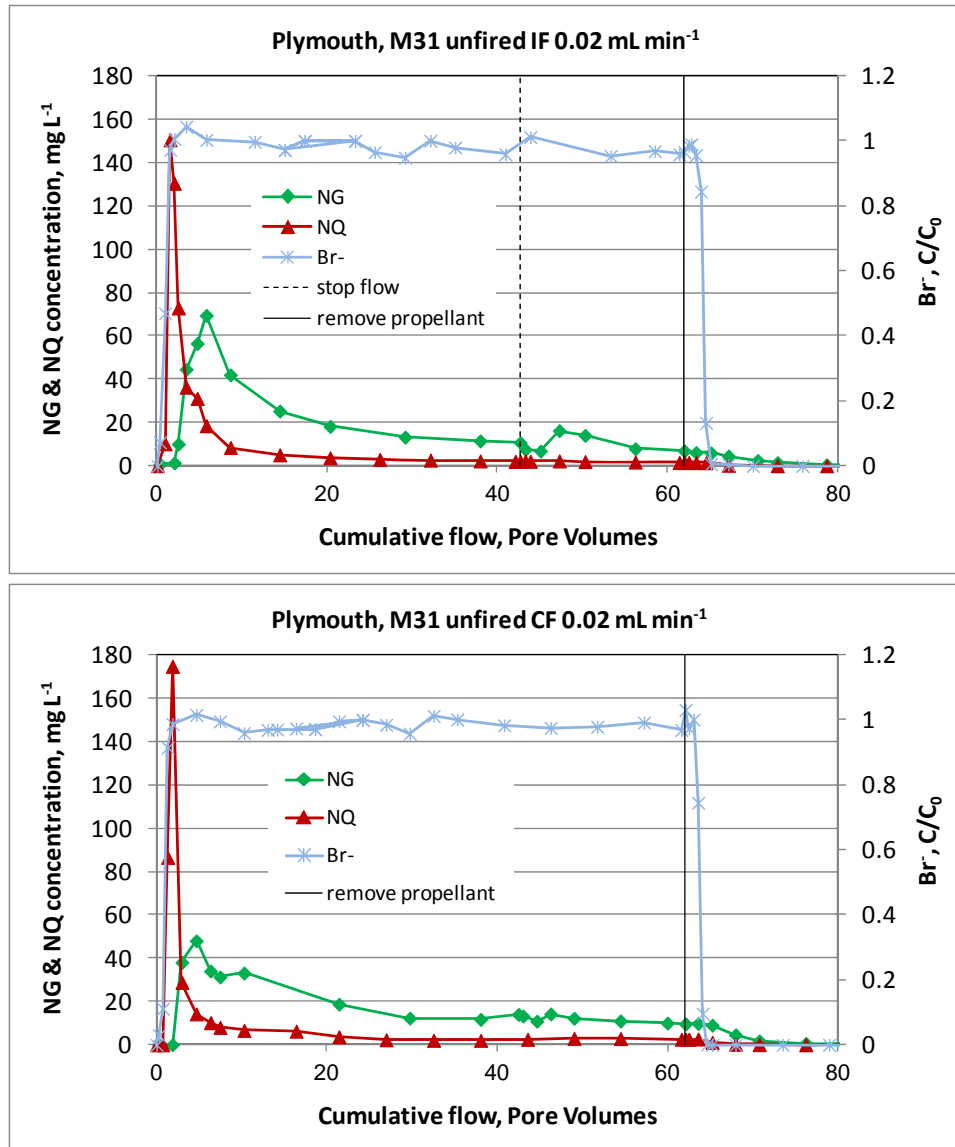 Plymouth, M31 unfired IF 0.02 mL min⁻¹
180
160
140
120
100
80
60
40
20
0
NG & NQ concentration, mg L⁻¹
NG
NQ
Br-
stop flow
remove propellant
1.2
1
0.8
0.6
0.4
0.2
0
Br⁻, C/C₀
0 20 40 60 80
Cumulative flow, Pore Volumes
Plymouth, M31 unfired CF 0.02 mL min⁻¹
180
160
140
120
100
80
60
40
20
0
NG & NQ concentration, mg L⁻¹
NG
NQ
Br-
remove propellant
1.2
1
0.8
0.6
0.4
0.2
0
Br⁻, C/C₀
0 20 40 60 80
Cumulative flow, Pore Volumes